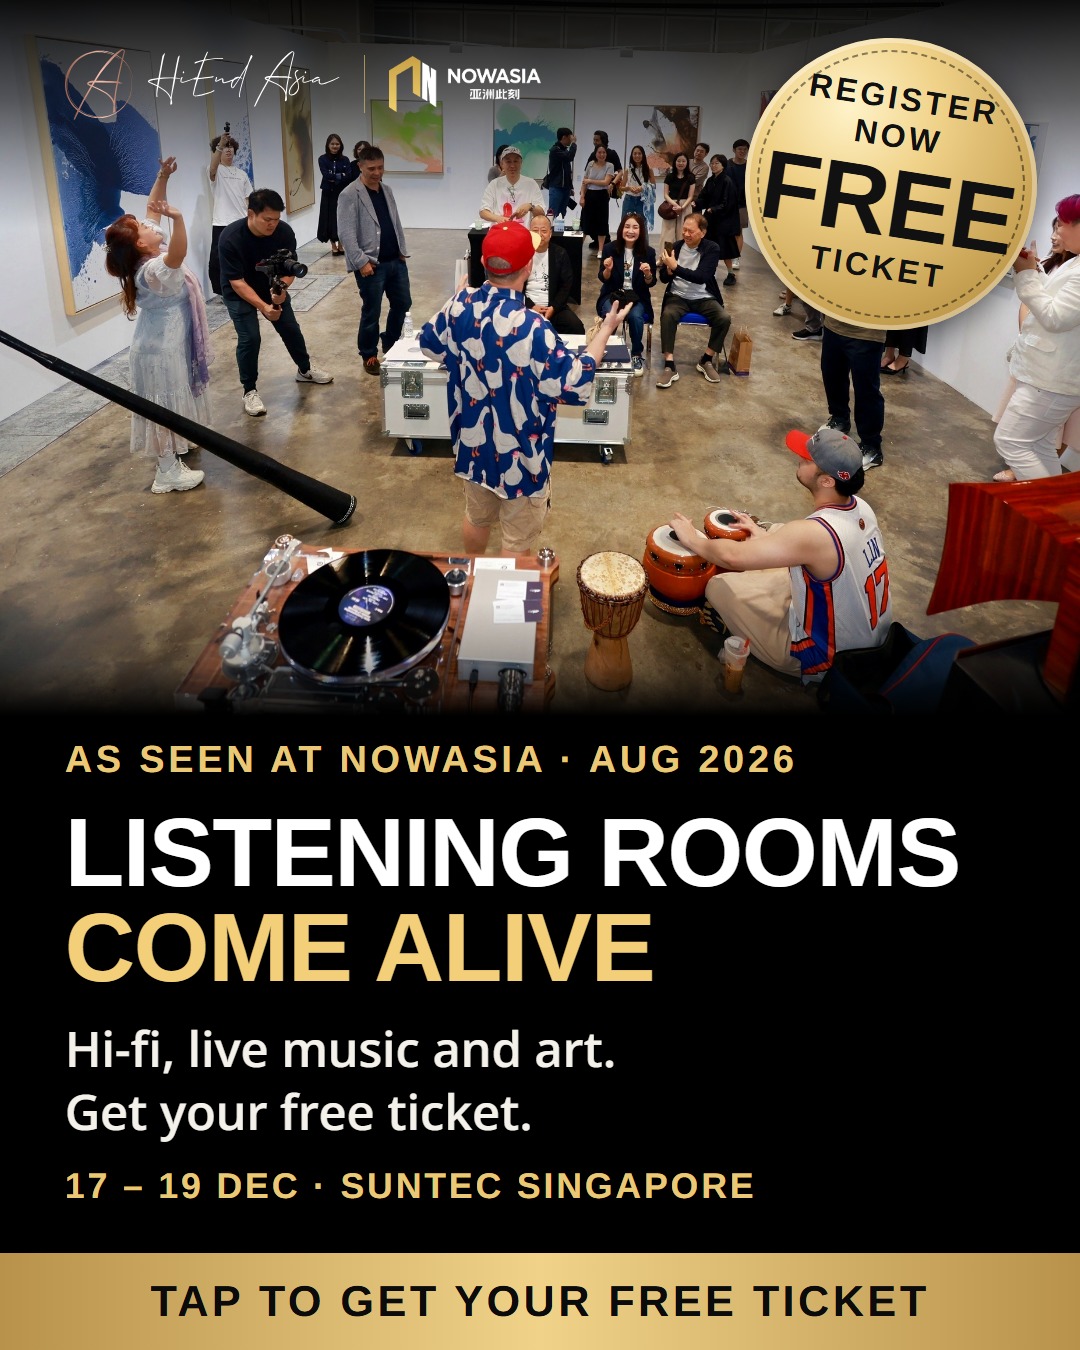 HiEnd Asia
NOWASIA
亚洲此刻
REGISTER
NOW
FREE
TICKET
LIN
17
AS SEEN AT NOWASIA · AUG 2026
LISTENING ROOMS
COME ALIVE
Hi-fi, live music and art.
Get your free ticket.
17 – 19 DEC · SUNTEC SINGAPORE
TAP TO GET YOUR FREE TICKET